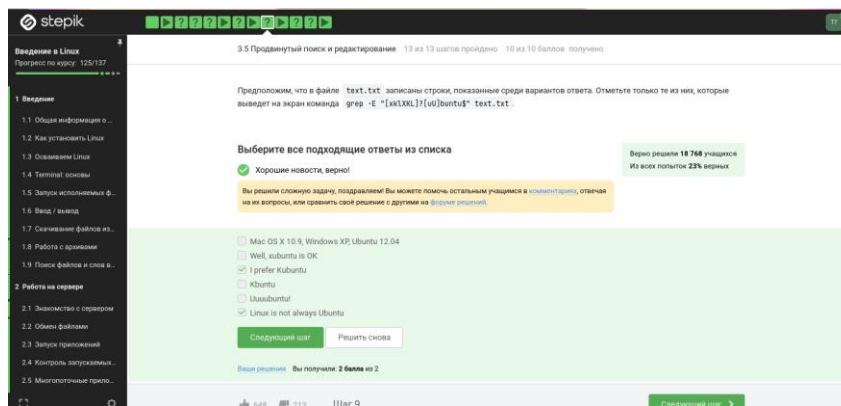 stepik
ТГ
Введение в Linux
Прогресс по курсу: 125/137
3.5 Продвинутый поиск и редактирование 13 из 13 шагов пройдено 10 из 10 баллов получено
1 Введение
1.1 Общая информация о ...
1.2 Как установить Linux
1.3 Осваиваем Linux
1.4 Terminal: основы
1.5 Запуск исполняемых ф...
1.6 Ввод / вывод
1.7 Скачивание файлов из...
1.8 Работа с архивами
1.9 Поиск файлов и слов в...
2 Работа на сервере
2.1 Знакомство с сервером
2.2 Обмен файлами
2.3 Запуск приложений
2.4 Контроль запускаемых...
2.5 Многопоточные прило...
Предположим, что в файле text.txt записаны строки, показанные среди вариантов ответа. Отметьте только те из них, которые
выведет на экран команда grep -E "[xklXKL]?[uU]buntu$" text.txt .
Выберите все подходящие ответы из списка
Хорошие новости, верно!
Верно решили 18 768 учащихся
Из всех попыток 23% верных
Вы решили сложную задачу, поздравляем! Вы можете помочь остальным учащимся в комментариях, отвечая
на их вопросы, или сравнить своё решение с другими на форуме решений.
Mac OS X 10.9, Windows XP, Ubuntu 12.04
Well, xubuntu is OK
I prefer Kubuntu
Kbuntu
Uuuubuntu!
Linux is not always Ubuntu
Следующий шаг
Решить снова
Ваши решения Вы получили: 2 балла из 2
648 713 Шаг 9
Следующий шаг